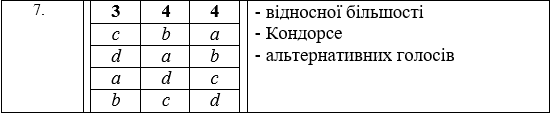 7. 3 4 4 - відносної більшості
c b a - Кондорсе
d a b - альтернативних голосів
a d c
b c d